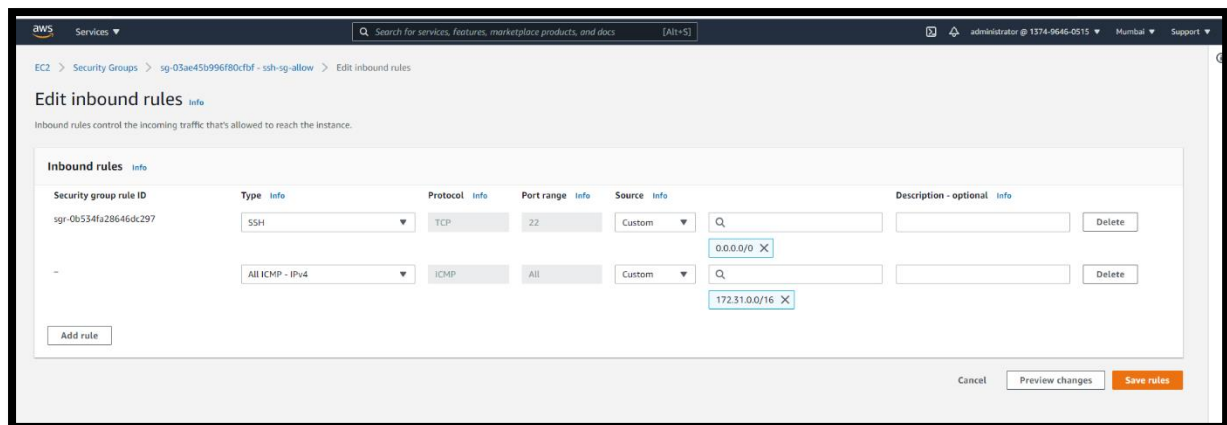 aws Services ▼ Search for services, features, marketplace products, and docs [Alt+S] administrator @ 1374-9646-0515 ▼ Mumbai ▼ Support ▼
EC2 > Security Groups > sg-03ae45b996f80cfbf - ssh-sg-allow > Edit inbound rules
Edit inbound rules Info
Inbound rules control the incoming traffic that's allowed to reach the instance.
Inbound rules Info
Security group rule ID Type Info Protocol Info Port range Info Source Info Description - optional Info
sgr-0b534fa28646dc297 SSH ▼ TCP 22 Custom ▼ Delete
0.0.0.0/0 X
– All ICMP - IPv4 ▼ ICMP All Custom ▼ Delete
172.31.0.0/16 X
Add rule
Cancel Preview changes Save rules